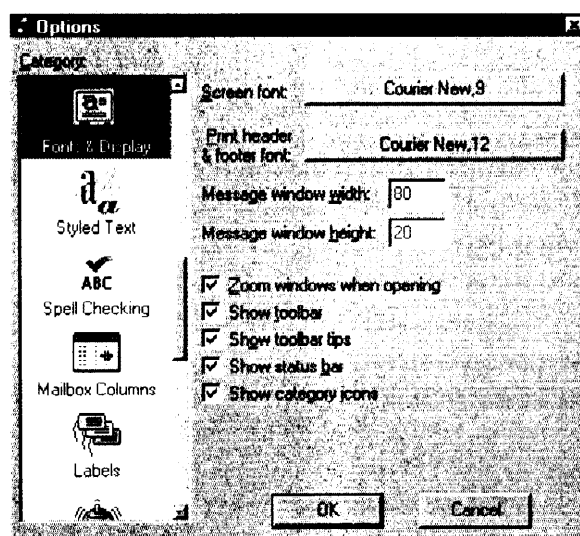 Options
Category:
Fonts & Display
Styled Text
ABC
Spell Checking
Mailbox Columns
Labels
Screen font:
Courier New,9
Print header
& footer font:
Courier New,12
Message window width: 80
Message window height: 20
Zoom windows when opening
Show toolbar
Show toolbar tips
Show status bar
Show category icons
OK
Cancel